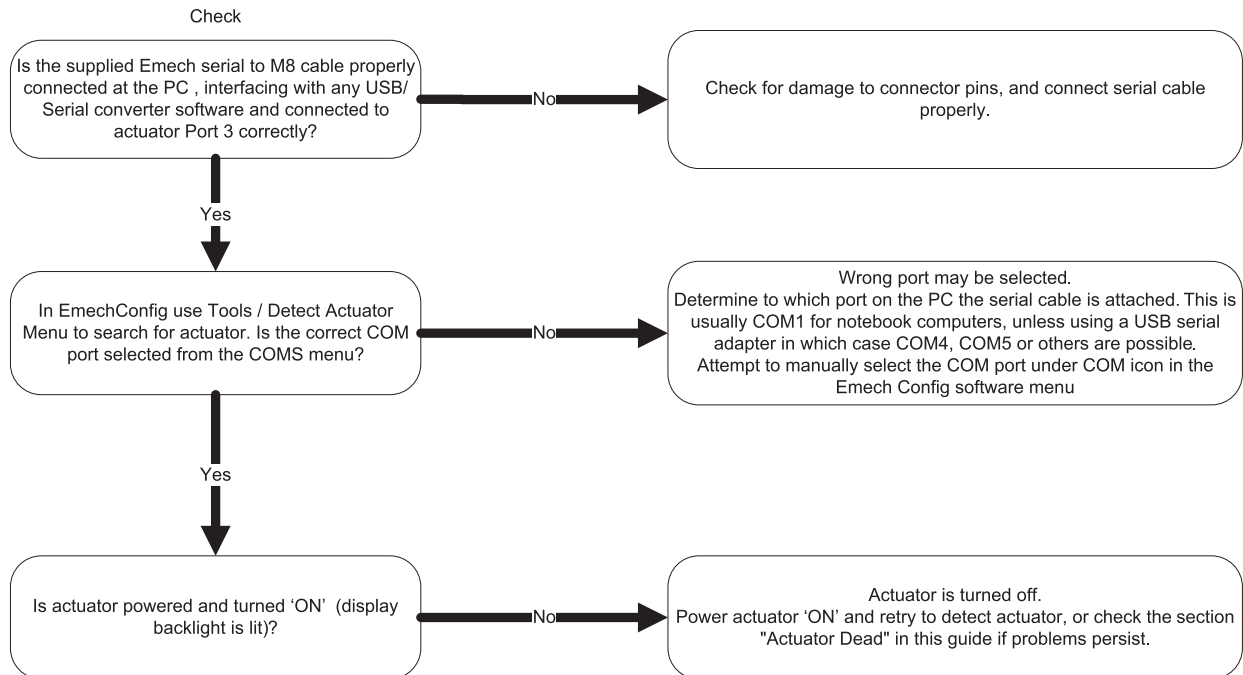 Check
Is the supplied Emech serial to M8 cable properly
connected at the PC , interfacing with any USB/
Serial converter software and connected to
actuator Port 3 correctly?
No
Check for damage to connector pins, and connect serial cable
properly.
Yes
In EmechConfig use Tools / Detect Actuator
Menu to search for actuator. Is the correct COM
port selected from the COMS menu?
No
Wrong port may be selected.
Determine to which port on the PC the serial cable is attached. This is
usually COM1 for notebook computers, unless using a USB serial
adapter in which case COM4, COM5 or others are possible.
Attempt to manually select the COM port under COM icon in the
Emech Config software menu
Yes
Is actuator powered and turned ‘ON’ (display
backlight is lit)?
No
Actuator is turned off.
Power actuator ‘ON’ and retry to detect actuator, or check the section
"Actuator Dead" in this guide if problems persist.